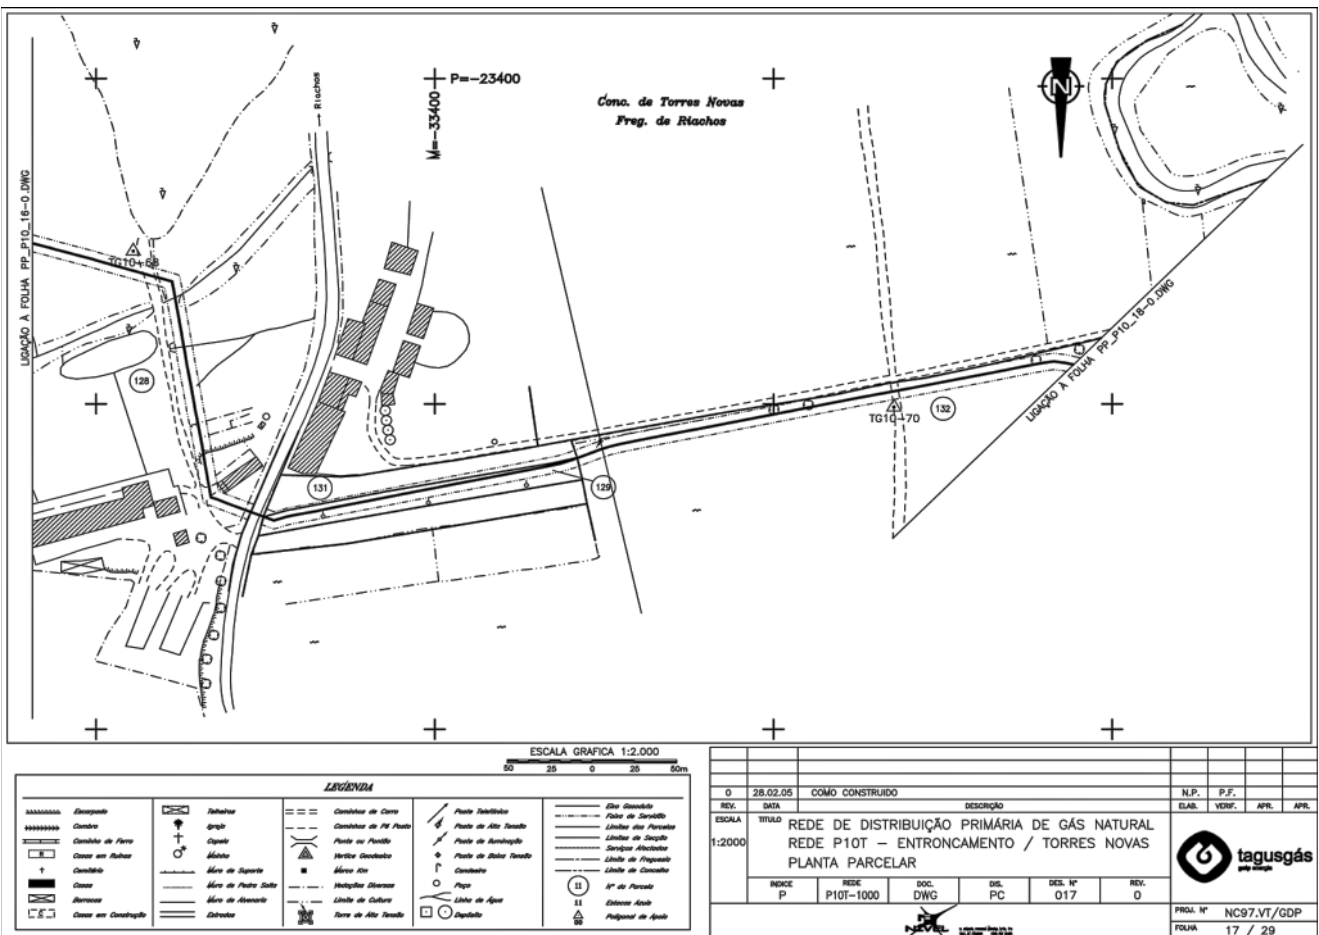 P=-23400
M=-33400
Riachos
Conc. de Torres Novas
Freg. de Riachos
N
LIGAÇÃO À FOLHA PP_P10_16-0.DWG
LIGAÇÃO À FOLHA PP_P10_18-0.DWG
TG10-68
128
131
129
TG10-70
132
ESCALA GRAFICA 1:2.000
50 25 0 25 50m
LEGÉNDA
Escarpado
Combro
Caminho de Ferro
Casas em Ruínas
Cemitério
Casas
Barracas
Casas em Construção
Telheiros
Igreja
Capela
Moinho
Muro de Suporte
Muro de Pedra Solta
Muro de Alvenaria
Estradas
Caminhos de Carro
Caminhos de Pé Posto
Ponte ou Pontão
Vertice Geodesico
Marco Km
Vedações Diversas
Limite de Cultura
Torre de Alta Tensão
Poste Telefónico
Poste de Alta Tensão
Poste de Iluminação
Poste de Baixa Tensão
Candeeiro
Poço
Linha de Água
Depósito
Eixo Gasoduto
Faixa de Servidão
Limites das Parcelas
Limites de Secção
Serviços Afectados
Limite de Freguesia
Limite de Concelho
11 Nº da Parcela
11 Estacas Azuis
Poligonal de Apoio
0 28.02.05 COMO CONSTRUIDO N.P. P.F.
REV. DATA DESCRIÇÃO ELAB. VERIF. APR. APR.
ESCALA
1:2000
TITULO
REDE DE DISTRIBUIÇÃO PRIMÁRIA DE GÁS NATURAL
REDE P10T – ENTRONCAMENTO / TORRES NOVAS
PLANTA PARCELAR
INDICE REDE DOC. DIS. DES. Nº REV.
P P10T-1000 DWG PC 017 0
tagusgás
galp energia
NIVEL
PROJ. Nº NC97.VT/GDP
FOLHA 17 / 29